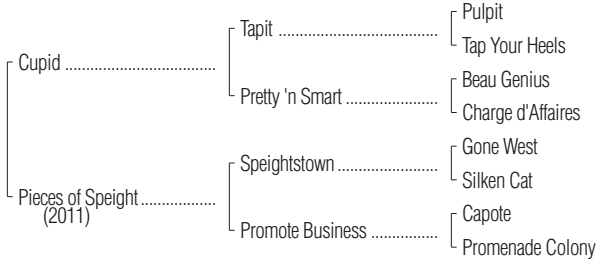 Pulpit
Tapit ......................................
Tap Your Heels
Cupid ....................................
Beau Genius
Pretty 'n Smart ......................
Charge d'Affaires
Gone West
Speightstown ........................
Silken Cat
Pieces of Speight ..................
(2011)
Capote
Promote Business ................
Promenade Colony